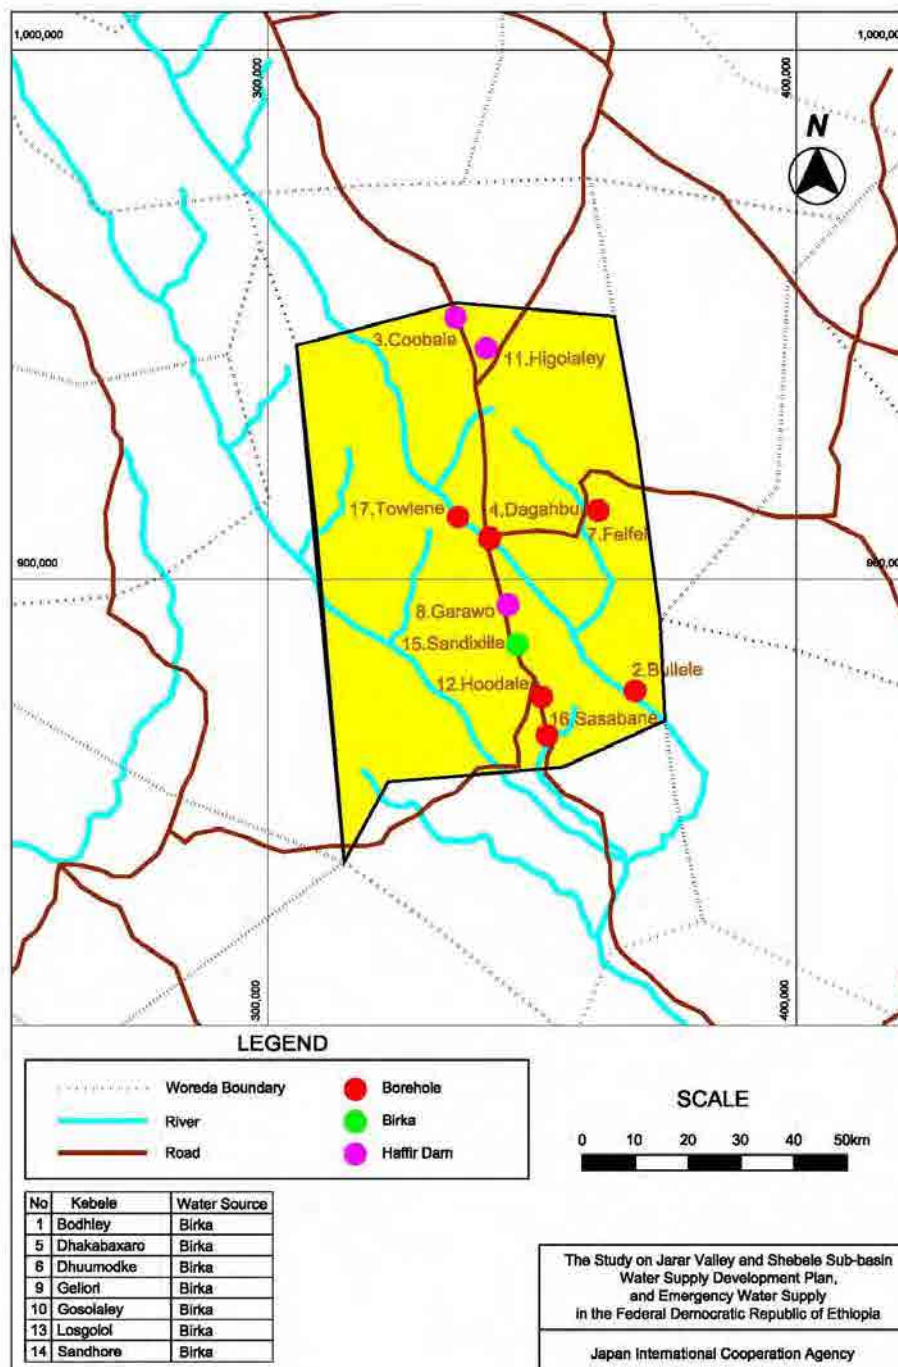 1,000,000
1,000,000
300,000
400,000
N
3.Coobale
11.Higolaley
17.Towlene
4.Dagahbu
7.Felfel
900,000
900,000
8.Garawo
15.Sandixille
2.Bullele
12.Hoodale
16.Sasabane
300,000
400,000
LEGEND
Woreda Boundary
River
Road
Borehole
Birka
Haffir Dam
SCALE
0 10 20 30 40 50km
No Kebele Water Source
1 Bodhley Birka
5 Dhakabaxaro Birka
6 Dhuumodke Birka
9 Geliori Birka
10 Gosolaley Birka
13 Losgolol Birka
14 Sandhore Birka
The Study on Jarar Valley and Shebele Sub-basin
Water Supply Development Plan,
and Emergency Water Supply
in the Federal Democratic Republic of Ethiopia
Japan International Cooperation Agency